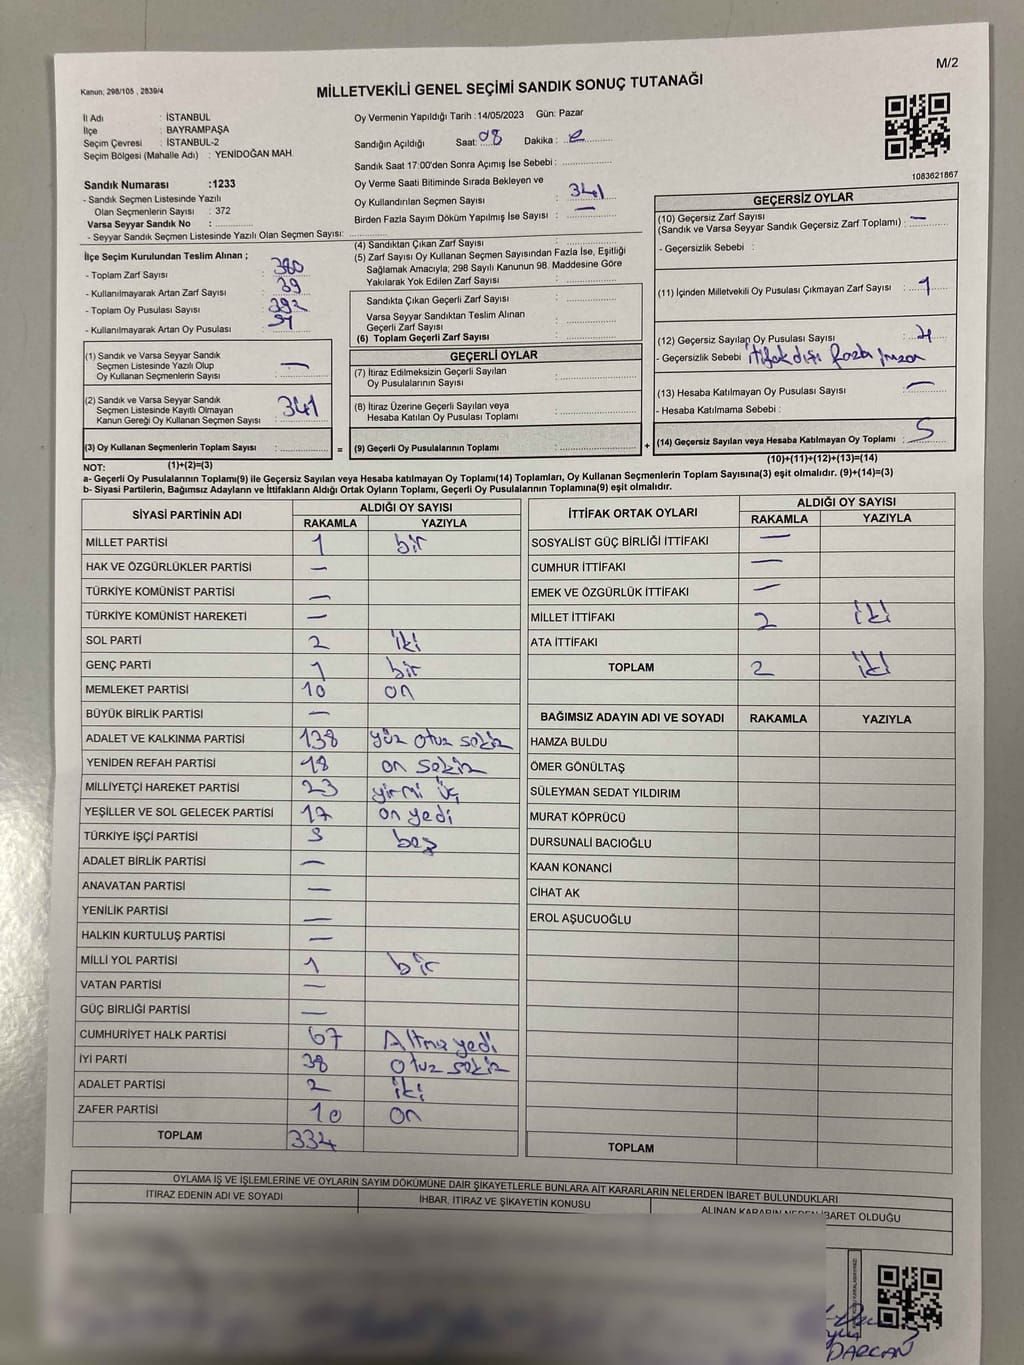 M/2
Kanun: 298/105 , 2839/4
MİLLETVEKİLİ GENEL SEÇİMİ SANDIK SONUÇ TUTANAĞI
İl Adı : İSTANBUL
İlçe : BAYRAMPAŞA
Seçim Çevresi : İSTANBUL-2
Seçim Bölgesi (Mahalle Adı) : YENİDOĞAN MAH.
Oy Vermenin Yapıldığı Tarih : 14/05/2023 Gün: Pazar
Sandığın Açıldığı Saat: 08 Dakika :
Sandık Saat 17:00'den Sonra Açımış İse Sebebi :
Oy Verme Saati Bitiminde Sırada Bekleyen ve
Oy Kullandırılan Seçmen Sayısı : 341
Birden Fazla Sayım Döküm Yapılmış İse Sayısı : —
1083621867
Sandık Numarası :1233
- Sandık Seçmen Listesinde Yazılı
Olan Seçmenlerin Sayısı : 372
Varsa Seyyar Sandık No :
- Seyyar Sandık Seçmen Listesinde Yazılı Olan Seçmen Sayısı:
İlçe Seçim Kurulundan Teslim Alınan ;
- Toplam Zarf Sayısı : 380
- Kullanılmayarak Artan Zarf Sayısı : 39
- Toplam Oy Pusulası Sayısı : 392
- Kullanılmayarak Artan Oy Pusulası :
(1) Sandık ve Varsa Seyyar Sandık
Seçmen Listesinde Yazılı Olup
Oy Kullanan Seçmenlerin Sayısı : —
(2) Sandık ve Varsa Seyyar Sandık
Seçmen Listesinde Kayıtlı Olmayan
Kanun Gereği Oy Kullanan Seçmen Sayısı : 341
(3) Oy Kullanan Seçmenlerin Toplam Sayısı : =
(1)+(2)=(3)
(4) Sandıktan Çıkan Zarf Sayısı :
(5) Zarf Sayısı Oy Kullanan Seçmen Sayısından Fazla İse, Eşitliği
Sağlamak Amacıyla; 298 Sayılı Kanunun 98. Maddesine Göre
Yakılarak Yok Edilen Zarf Sayısı :
Sandıkta Çıkan Geçerli Zarf Sayısı :
Varsa Seyyar Sandıktan Teslim Alınan
Geçerli Zarf Sayısı :
(6) Toplam Geçerli Zarf Sayısı :
GEÇERLİ OYLAR
(7) İtiraz Edilmeksizin Geçerli Sayılan
Oy Pusulalarının Sayısı :
(8) İtiraz Üzerine Geçerli Sayılan veya
Hesaba Katılan Oy Pusulası Toplamı :
(9) Geçerli Oy Pusulalarının Toplamı : +
GEÇERSİZ OYLAR
(10) Geçersiz Zarf Sayısı
(Sandık ve Varsa Seyyar Sandık Geçersiz Zarf Toplamı) : —
- Geçersizlik Sebebi :
(11) İçinden Milletvekili Oy Pusulası Çıkmayan Zarf Sayısı : 1
(12) Geçersiz Sayılan Oy Pusulası Sayısı : 4
- Geçersizlik Sebebi : ittifak dışı fazla
(13) Hesaba Katılmayan Oy Pusulası Sayısı : —
- Hesaba Katılmama Sebebi :
(14) Geçersiz Sayılan veya Hesaba Katılmayan Oy Toplamı : 5
(10)+(11)+(12)+(13)=(14)
NOT:
a- Geçerli Oy Pusulalarının Toplamı(9) ile Geçersiz Sayılan veya Hesaba katılmayan Oy Toplamı(14) Toplamları, Oy Kullanan Seçmenlerin Toplam Sayısına(3) eşit olmalıdır. (9)+(14)=(3)
b- Siyasi Partilerin, Bağımsız Adayların ve İttifakların Aldığı Ortak Oyların Toplamı, Geçerli Oy Pusulalarının Toplamına(9) eşit olmalıdır.
SİYASİ PARTİNİN ADI ALDIĞI OY SAYISI
RAKAMLA YAZIYLA
MİLLET PARTİSİ 1 bir
HAK VE ÖZGÜRLÜKLER PARTİSİ —
TÜRKİYE KOMÜNİST PARTİSİ —
TÜRKİYE KOMÜNİST HAREKETİ —
SOL PARTİ 2 iki
GENÇ PARTİ 1 bir
MEMLEKET PARTİSİ 10 on
BÜYÜK BİRLİK PARTİSİ —
ADALET VE KALKINMA PARTİSİ 138 yüz otuz sekiz
YENİDEN REFAH PARTİSİ 18 on sekiz
MİLLİYETÇİ HAREKET PARTİSİ 23 yirmi üç
YEŞİLLER VE SOL GELECEK PARTİSİ 17 on yedi
TÜRKİYE İŞÇİ PARTİSİ 5 beş
ADALET BİRLİK PARTİSİ —
ANAVATAN PARTİSİ —
YENİLİK PARTİSİ —
HALKIN KURTULUŞ PARTİSİ —
MİLLİ YOL PARTİSİ 1 bir
VATAN PARTİSİ —
GÜÇ BİRLİĞİ PARTİSİ —
CUMHURİYET HALK PARTİSİ 67 Altmış yedi
İYİ PARTİ 38 Otuz sekiz
ADALET PARTİSİ 2 iki
ZAFER PARTİSİ 10 on
TOPLAM 334
İTTİFAK ORTAK OYLARI ALDIĞI OY SAYISI
RAKAMLA YAZIYLA
SOSYALİST GÜÇ BİRLİĞİ İTTİFAKI —
CUMHUR İTTİFAKI —
EMEK VE ÖZGÜRLÜK İTTİFAKI —
MİLLET İTTİFAKI 2 iki
ATA İTTİFAKI
TOPLAM 2 iki
BAĞIMSIZ ADAYIN ADI VE SOYADI RAKAMLA YAZIYLA
HAMZA BULDU
ÖMER GÖNÜLTAŞ
SÜLEYMAN SEDAT YILDIRIM
MURAT KÖPRÜCÜ
DURSUNALİ BACIOĞLU
KAAN KONANCİ
CİHAT AK
EROL AŞUCUOĞLU
TOPLAM
OYLAMA İŞ VE İŞLEMLERİNE VE OYLARIN SAYIM DÖKÜMÜNE DAİR ŞİKAYETLERLE BUNLARA AİT KARARLARIN NELERDEN İBARET BULUNDUKLARI
İTİRAZ EDENİN ADI VE SOYADI İHBAR, İTİRAZ VE ŞİKAYETİN KONUSU ALINAN KARARIN NEDEN İBARET OLDUĞU
DARCAN